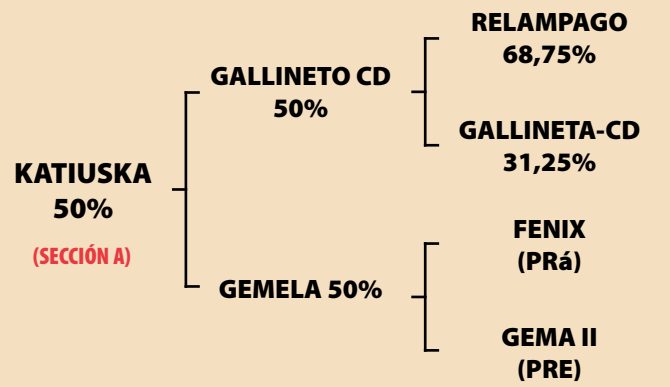 KATIUSKA
50%
(SECCIÓN A)
GALLINETO CD
50%
GEMELA 50%
RELAMPAGO
68,75%
GALLINETA-CD
31,25%
FENIX
(PRá)
GEMA II
(PRE)